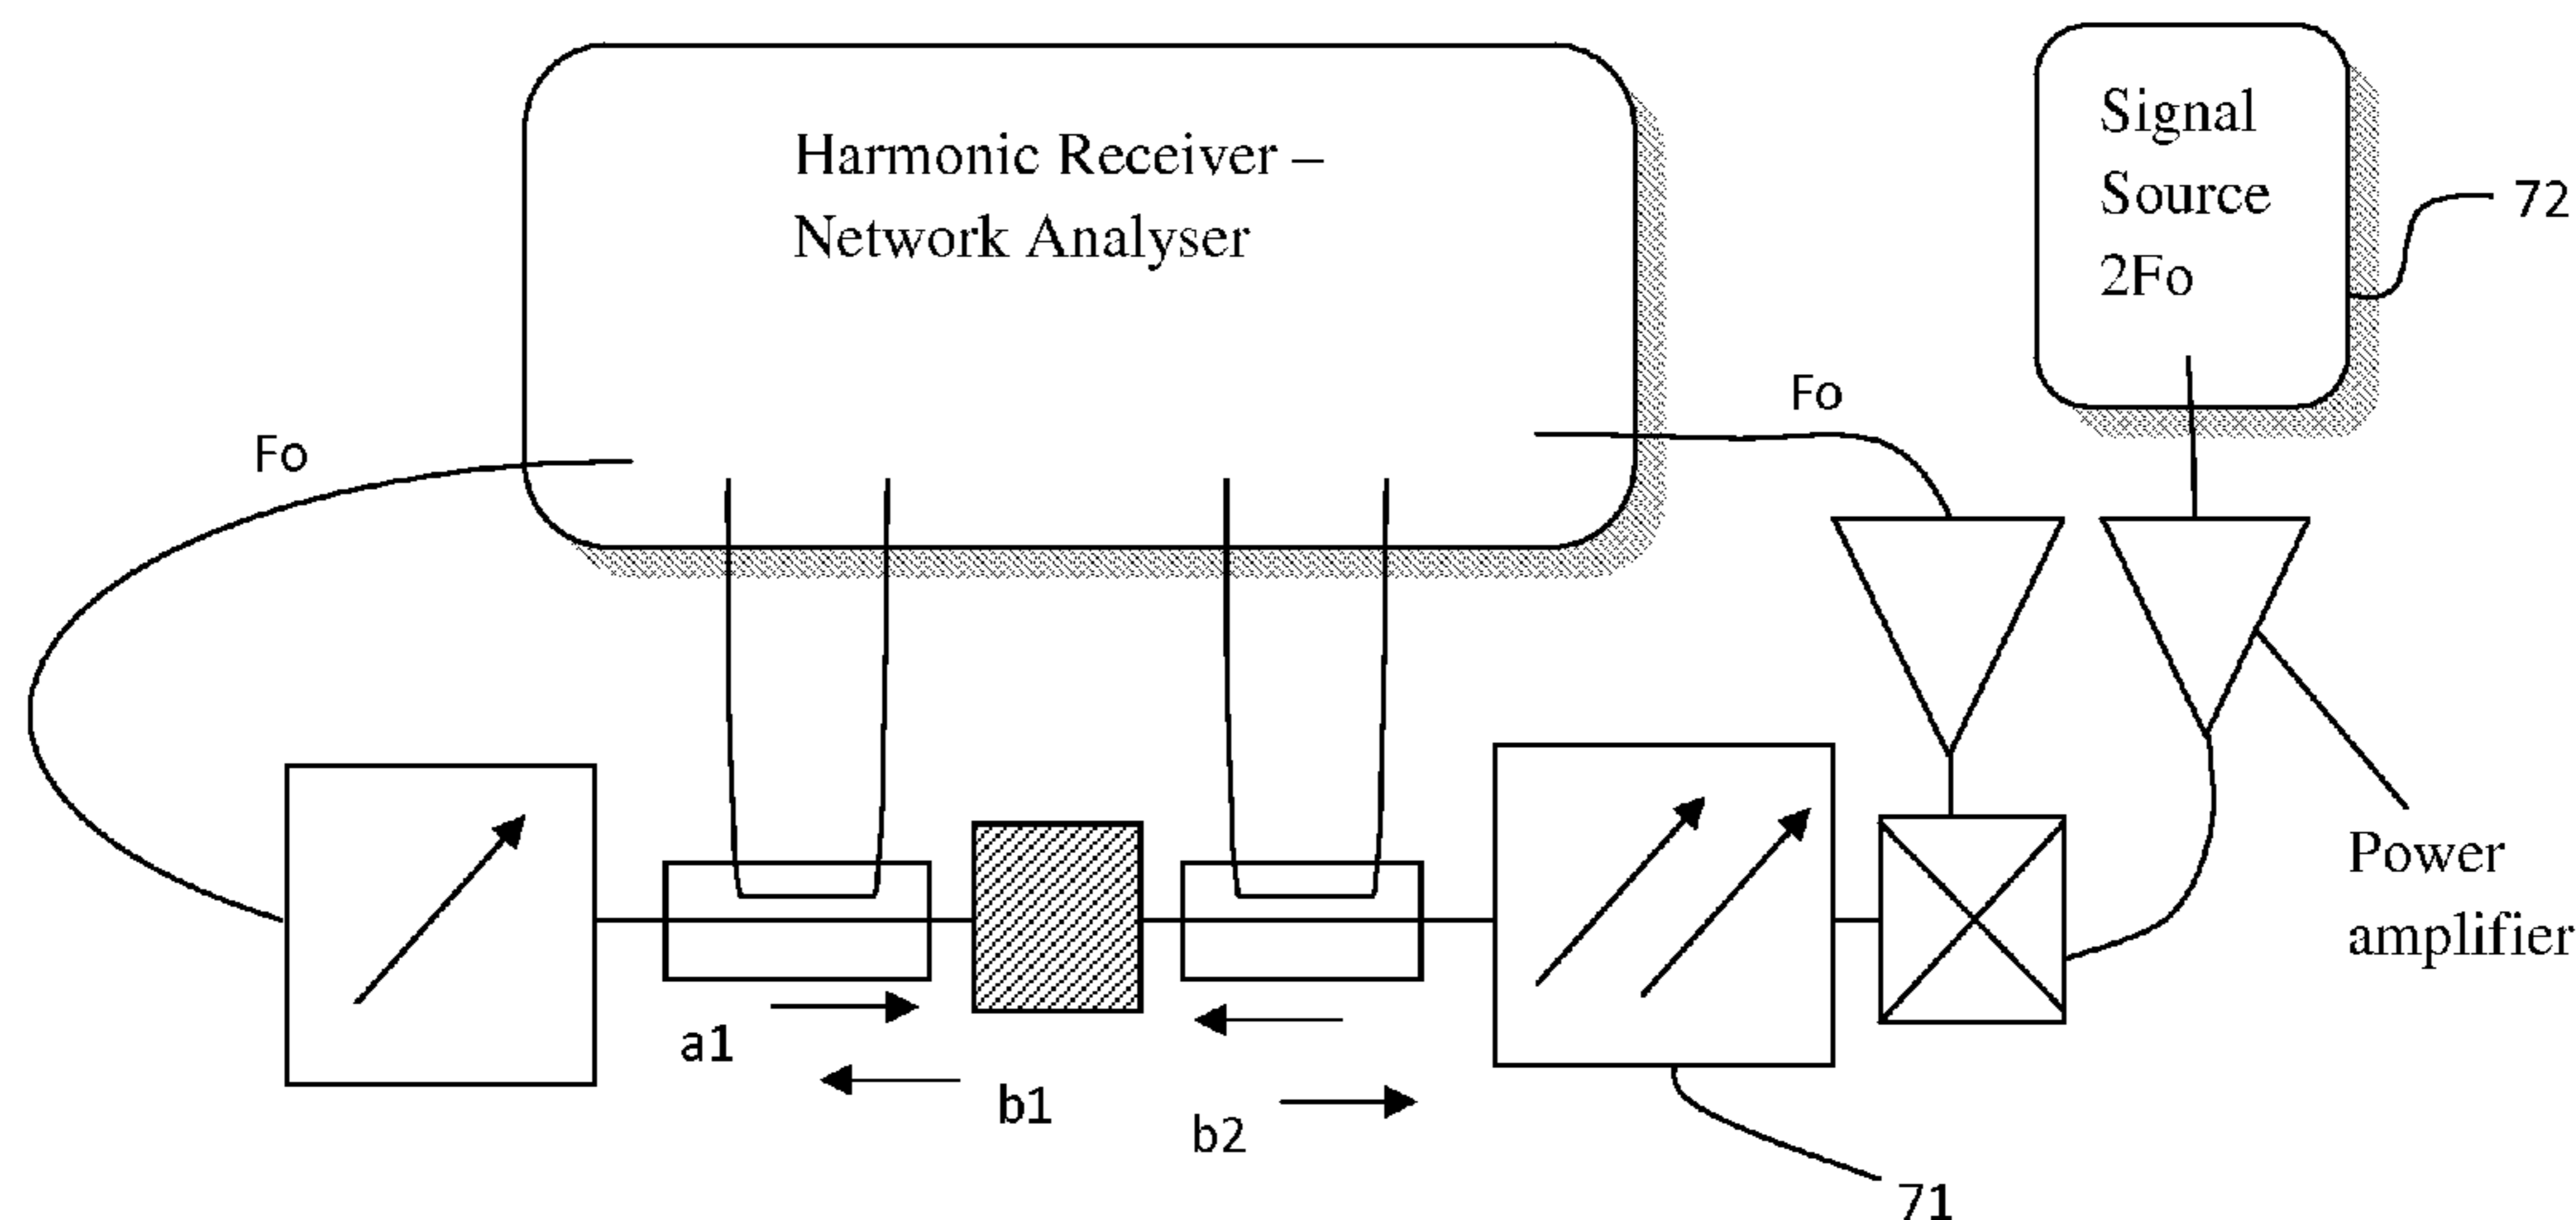 Harmonic Receiver –
Network Analyser
Signal
Source
2Fo
72
Fo
Fo
Power
amplifier
a1
b1
b2
71